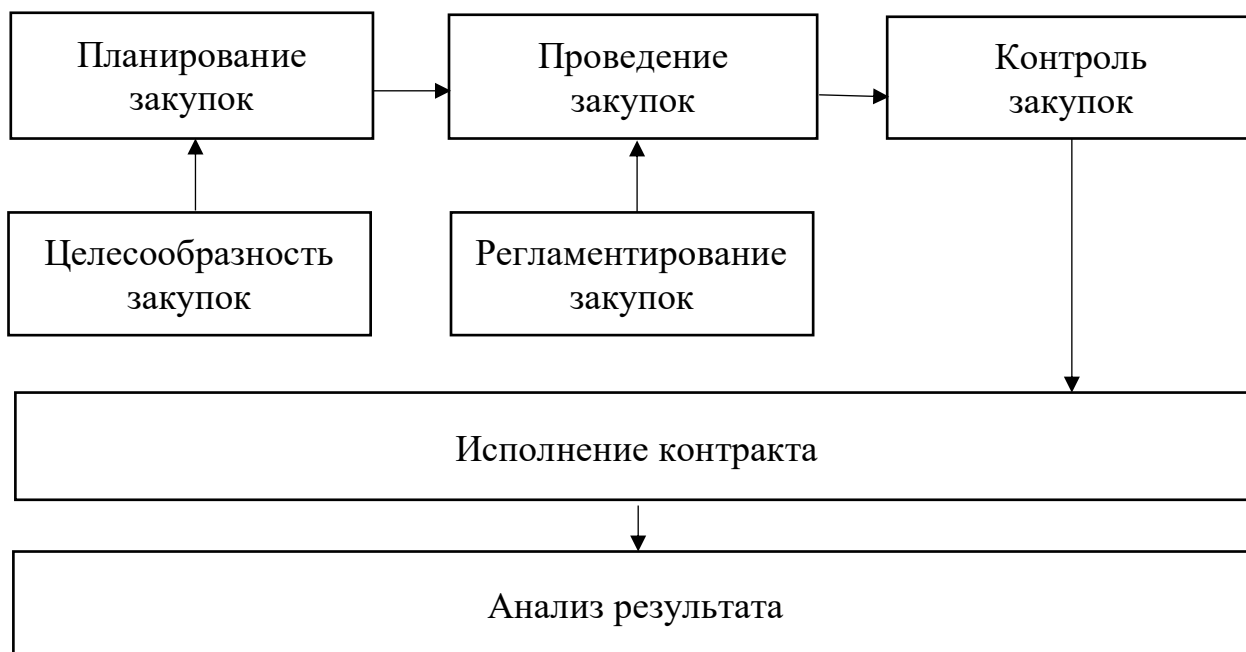 Планирование
закупок
Проведение
закупок
Контроль
закупок
Целесообразность
закупок
Регламентирование
закупок
Исполнение контракта
Анализ результата